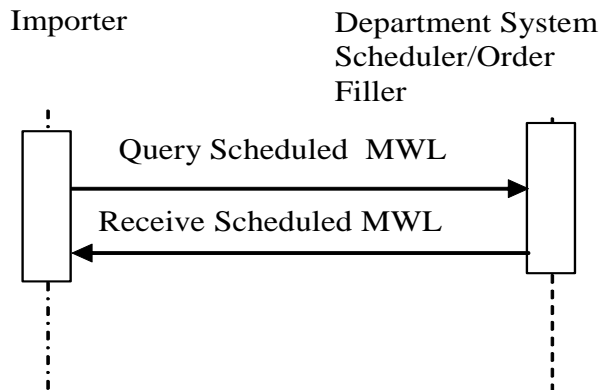 Importer
Department System
Scheduler/Order
Filler
Query Scheduled MWL
Receive Scheduled MWL